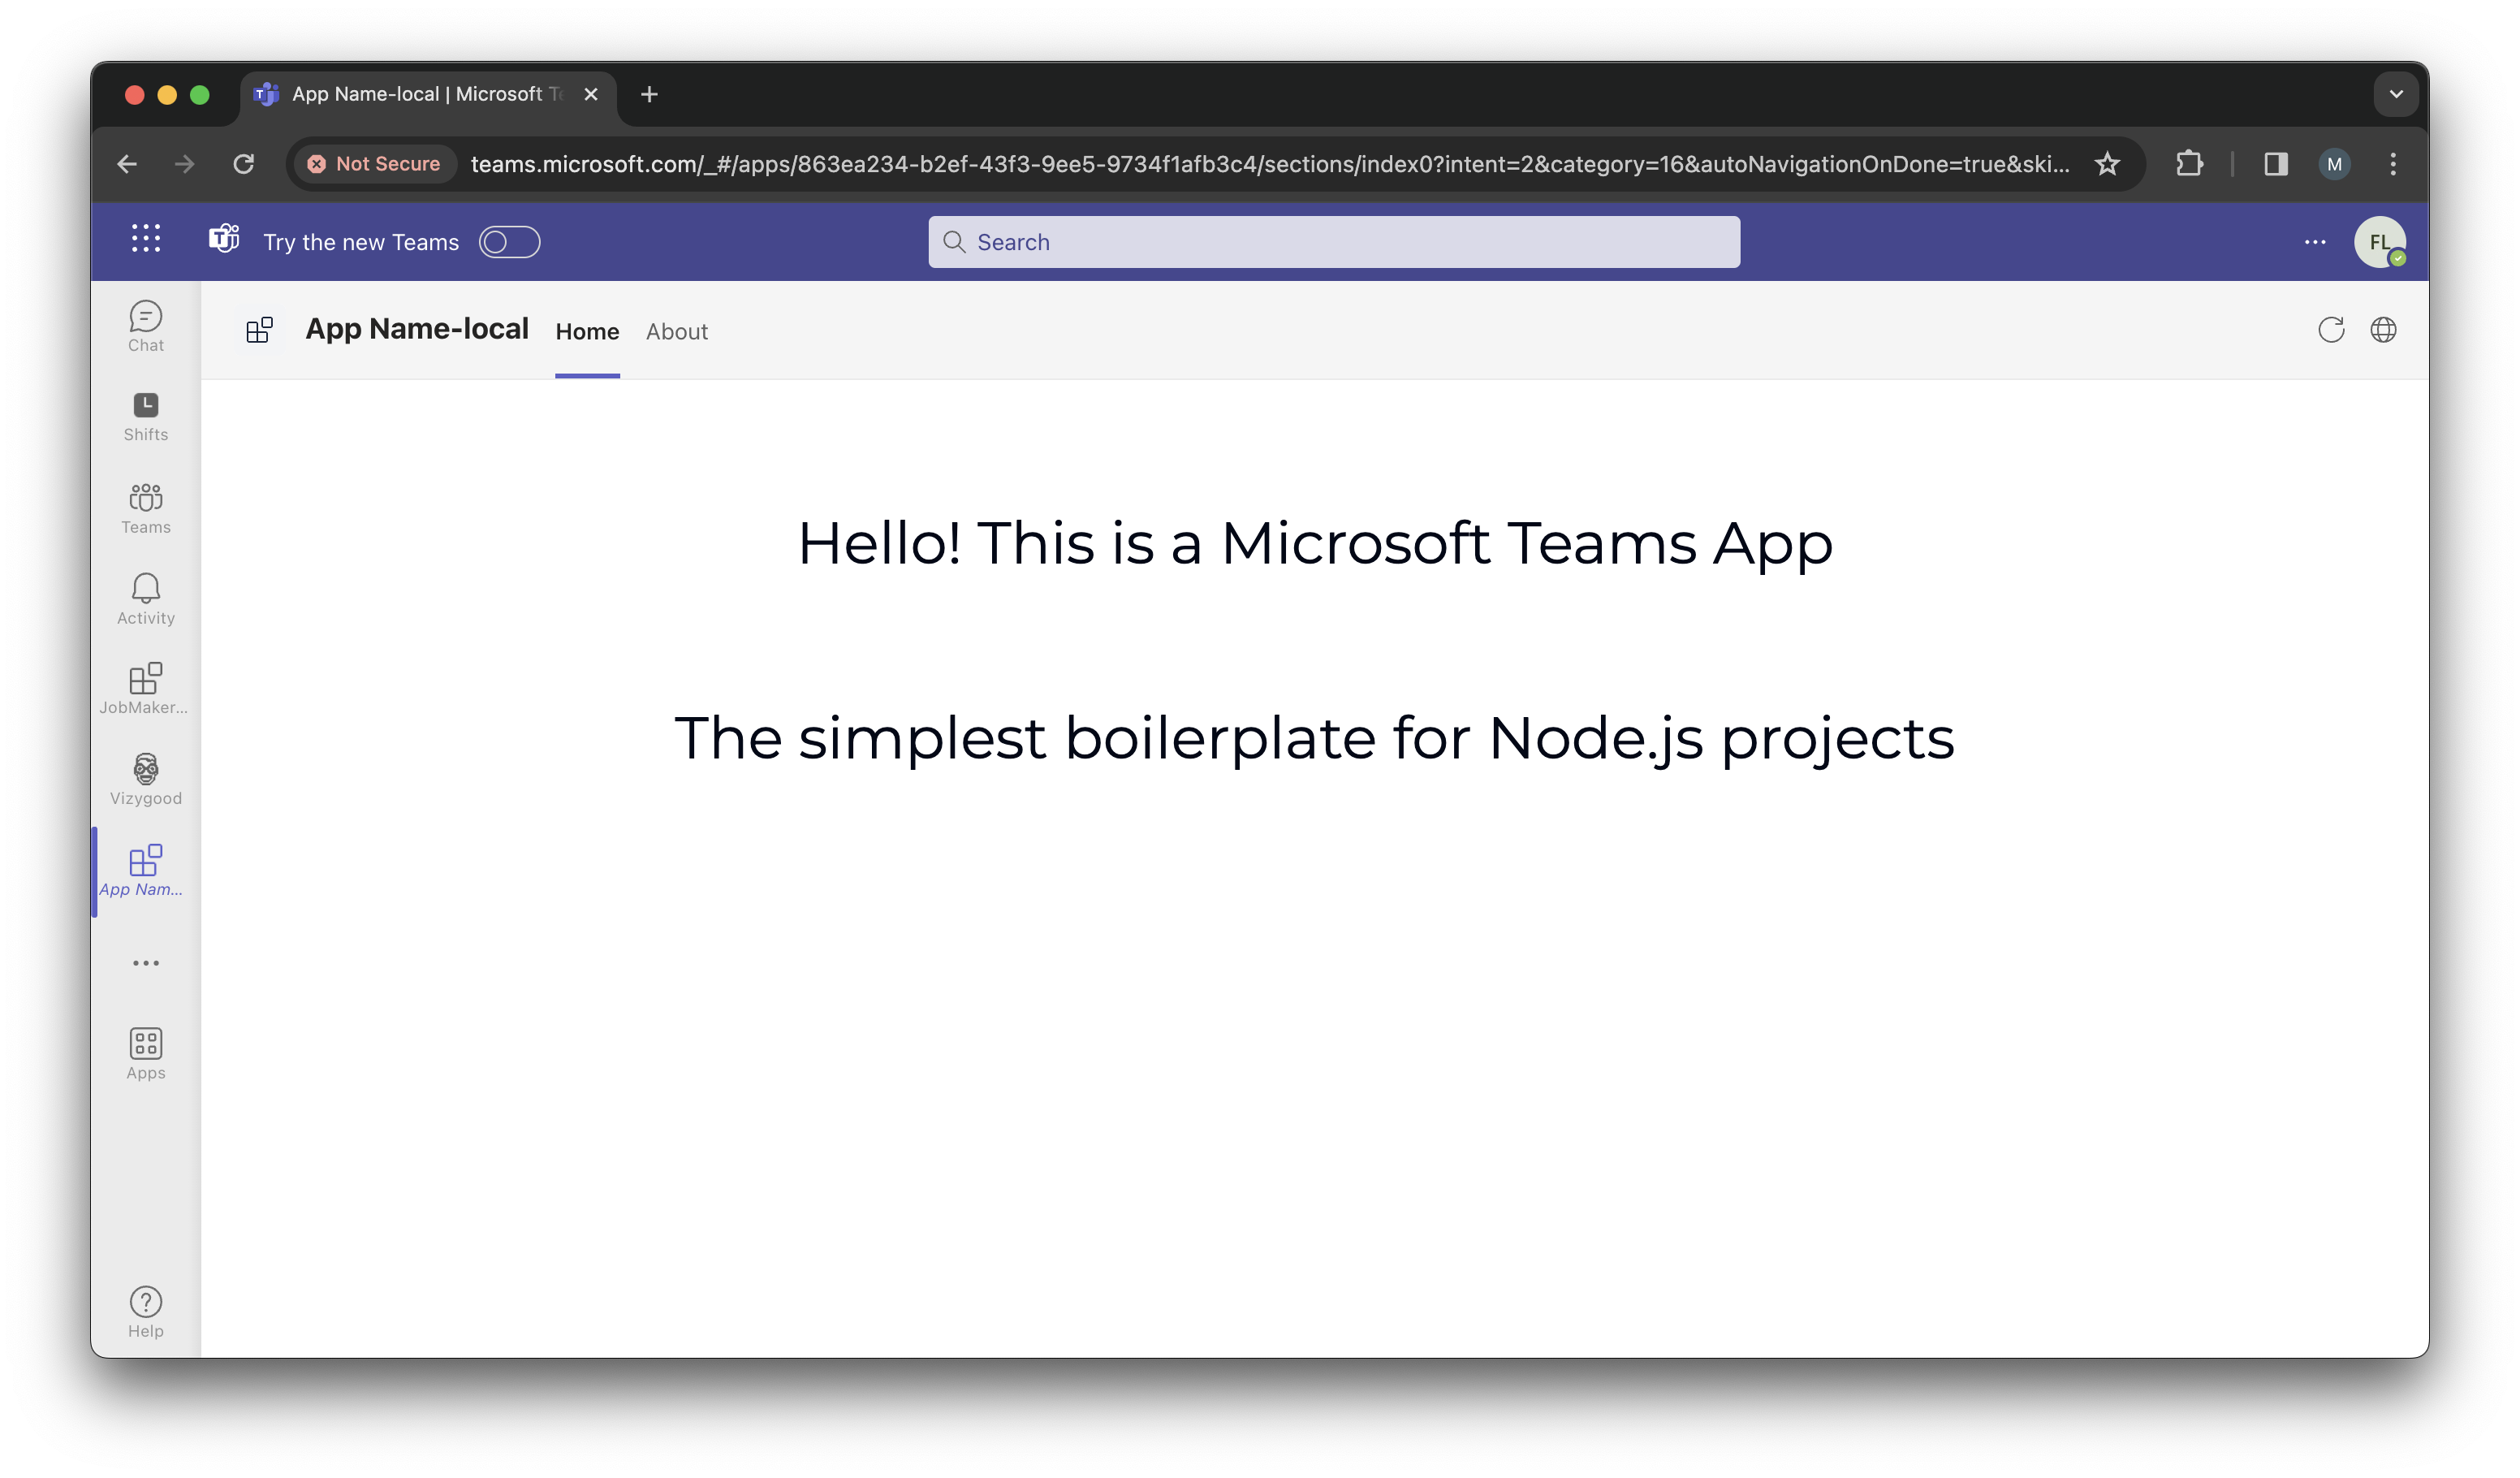 App Name-local | Microsoft Te
Not Secure
teams.microsoft.com/_#/apps/863ea234-b2ef-43f3-9ee5-9734f1afb3c4/sections/index0?intent=2&category=16&autoNavigationOnDone=true&ski...
M
Try the new Teams
Search
FL
Chat
Shifts
Teams
Activity
JobMaker...
Vizygood
App Nam...
Apps
Help
App Name-local
Home
About
Hello! This is a Microsoft Teams App
The simplest boilerplate for Node.js projects